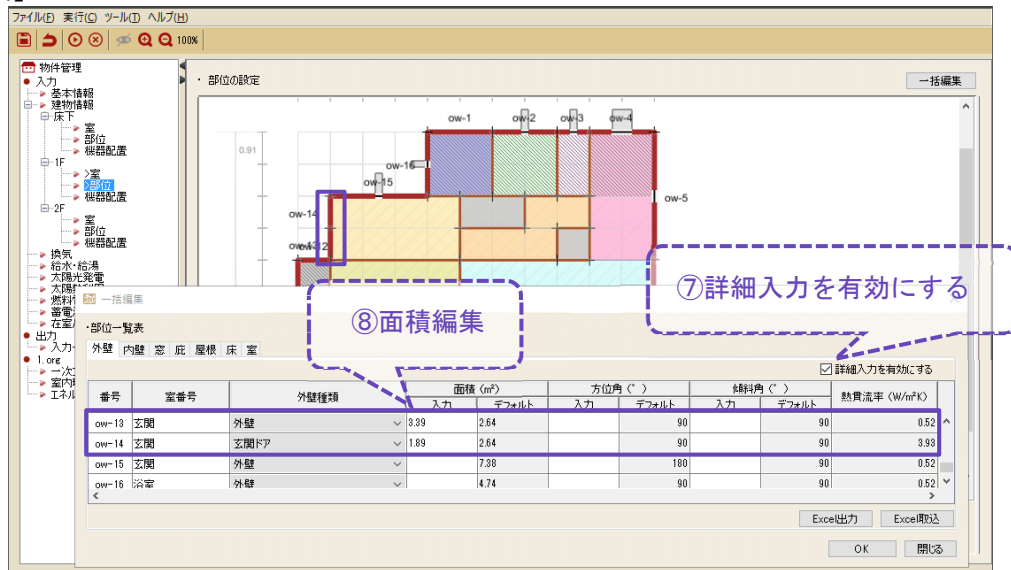 ファイル(F) 実行(C) ツール(T) ヘルプ(H)
100%
物件管理
入力
基本情報
建物情報
床下
室
部位
機器配置
1F
>室
>部位
機器配置
2F
室
部位
機器配置
換気
給水・給湯
太陽光発電
出力
1. org
・ 部位の設定
一括編集
ow-1 ow-2 ow-3 ow-4
0.91
ow-16
ow-15
ow-5
ow-14
⑦詳細入力を有効にする
⑧面積編集
一括編集
・部位一覧表
外壁 内壁 窓 庇 屋根 床 室
詳細入力を有効にする
番号 室番号 外壁種類 面積 (㎡) 方位角 (°) 傾斜角 (°) 熱貫流率 (W/㎡K)
入力 デフォルト 入力 デフォルト 入力 デフォルト
ow-13 玄関 外壁 3.39 2.64 90 90 0.52
ow-14 玄関 玄関ドア 1.89 2.64 90 90 3.93
ow-15 玄関 外壁 7.38 180 90 0.52
ow-16 浴室 外壁 4.74 90 90 0.52
Excel出力 Excel取込
OK 閉じる